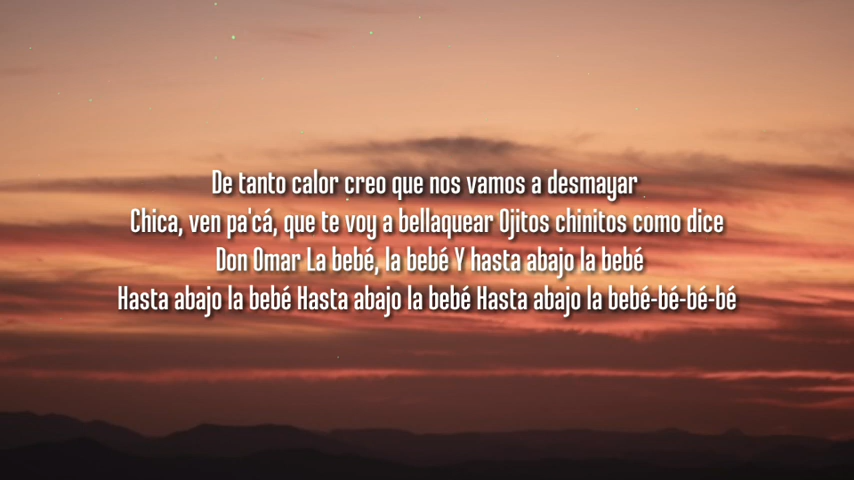 De tanto calor creo que nos vamos a desmayar
Chica, ven pa'cá, que te voy a bellaquear Ojitos chinitos como dice
Don Omar La bebé, la bebé Y hasta abajo la bebé
Hasta abajo la bebé Hasta abajo la bebé Hasta abajo la bebé-bé-bé-bé